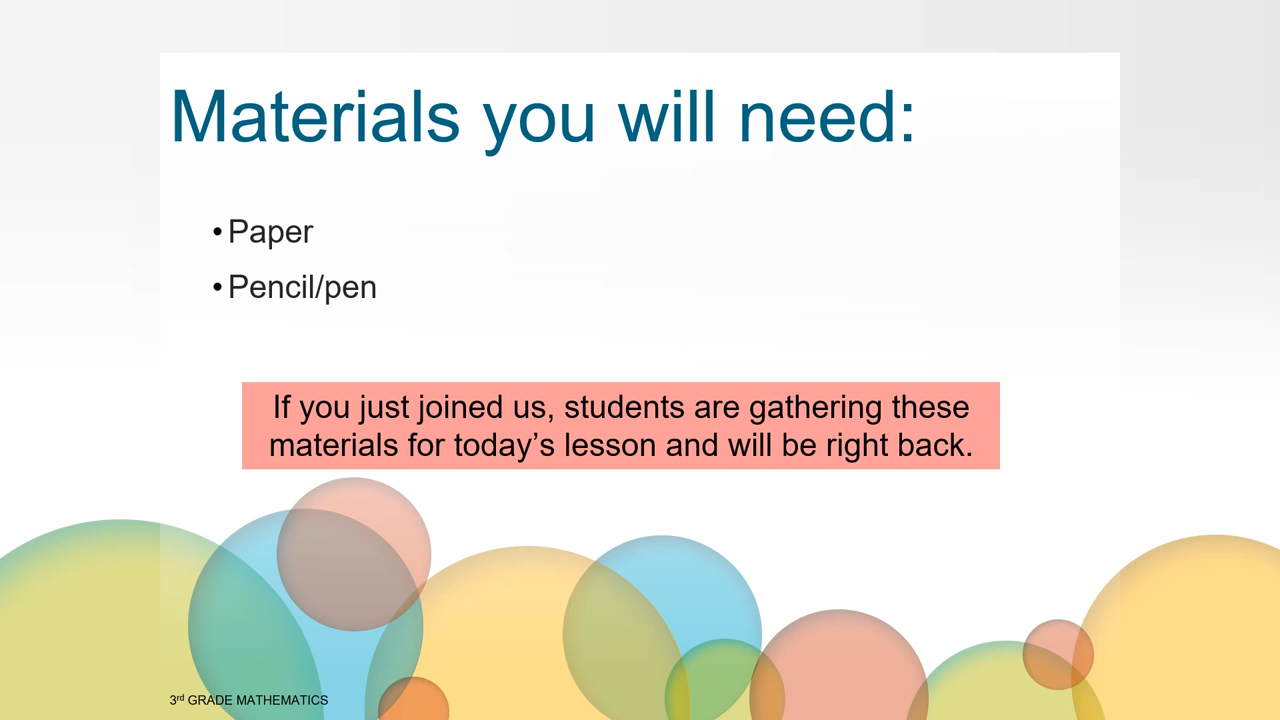 Materials you will need:
• Paper
• Pencil/pen
If you just joined us, students are gathering these
materials for today’s lesson and will be right back.
3rd GRADE MATHEMATICS